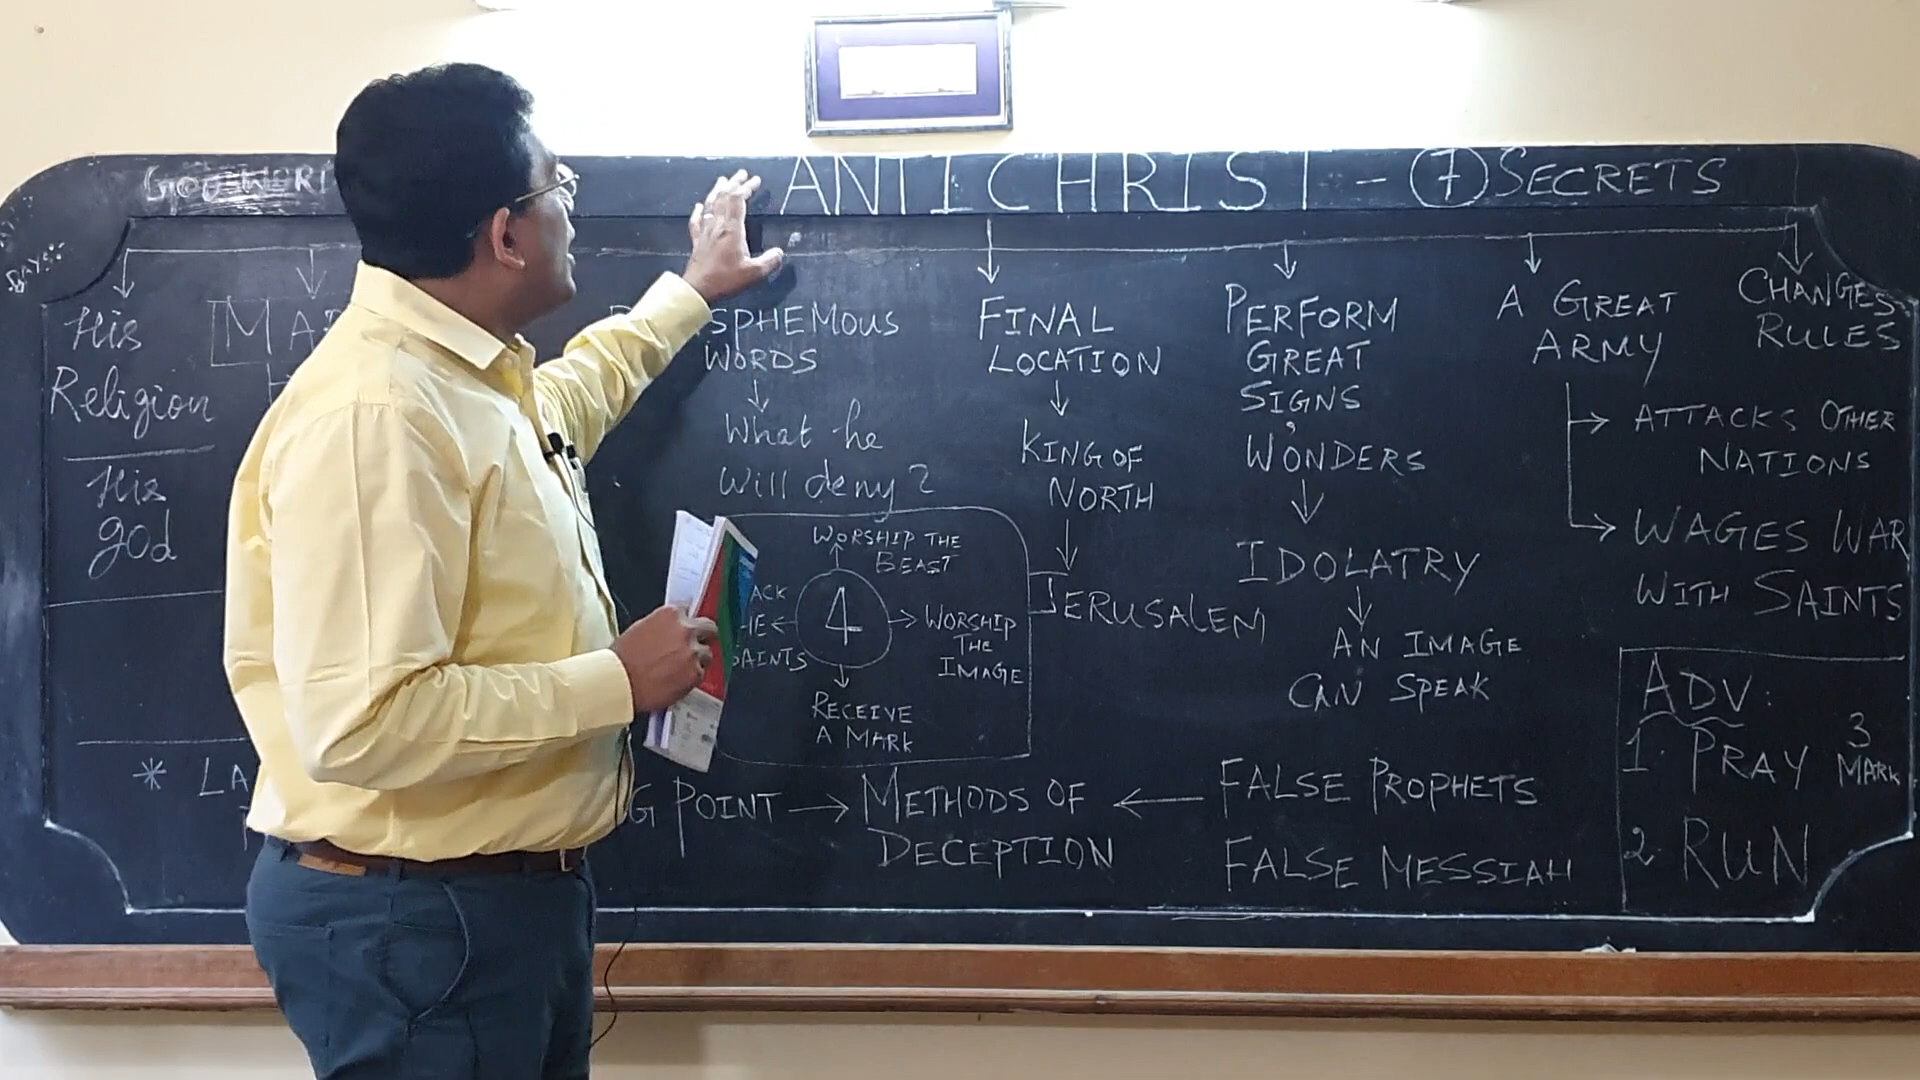 ANTICHRIST - 7 SECRETS
DAYS:
His
Religion
His
god
WORDS
What he
Will deny?
FINAL
LOCATION
KING OF
NORTH
JERUSALEM
PERFORM
GREAT
SIGNS,
WONDERS
IDOLATRY
AN IMAGE
CAN SPEAK
A GREAT
ARMY
ATTACKS OTHER
NATIONS
WAGES WAR
WITH SAINTS
CHANGES
RULES
WORSHIP THE
BEAST
4
WORSHIP
THE
IMAGE
RECEIVE
A MARK
SAINTS
* 
POINT → METHODS OF ← FALSE PROPHETS
DECEPTION
FALSE MESSIAH
ADV:
1. PRAY 3
MARK
2. RUN